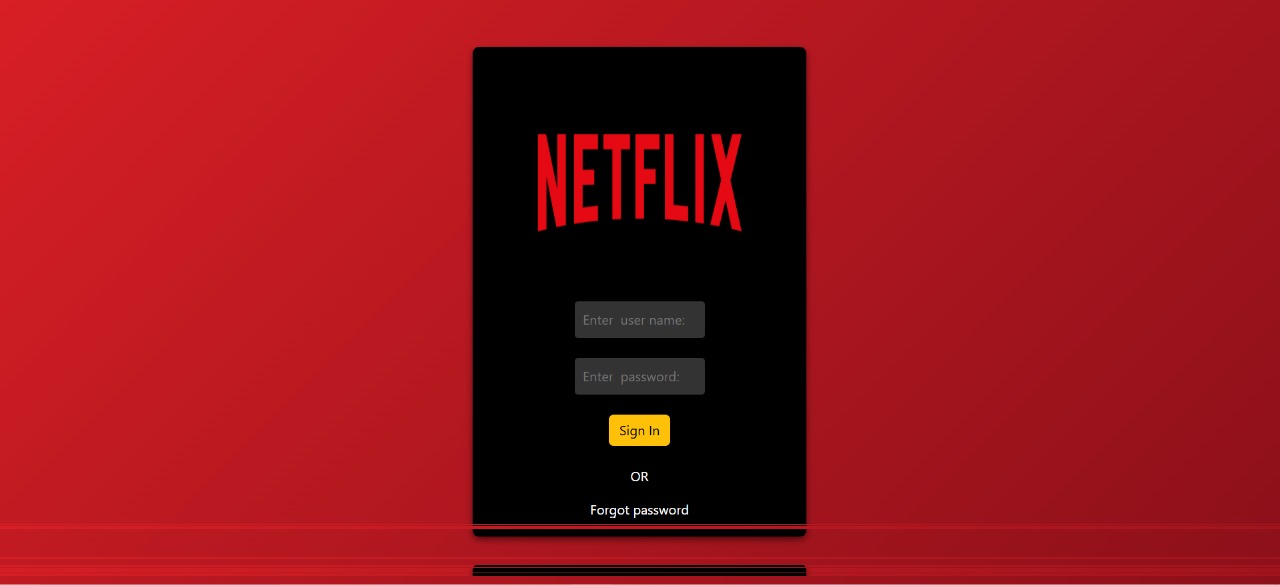 NETFLIX
Enter user name:
Enter password:
Sign In
OR
Forgot password